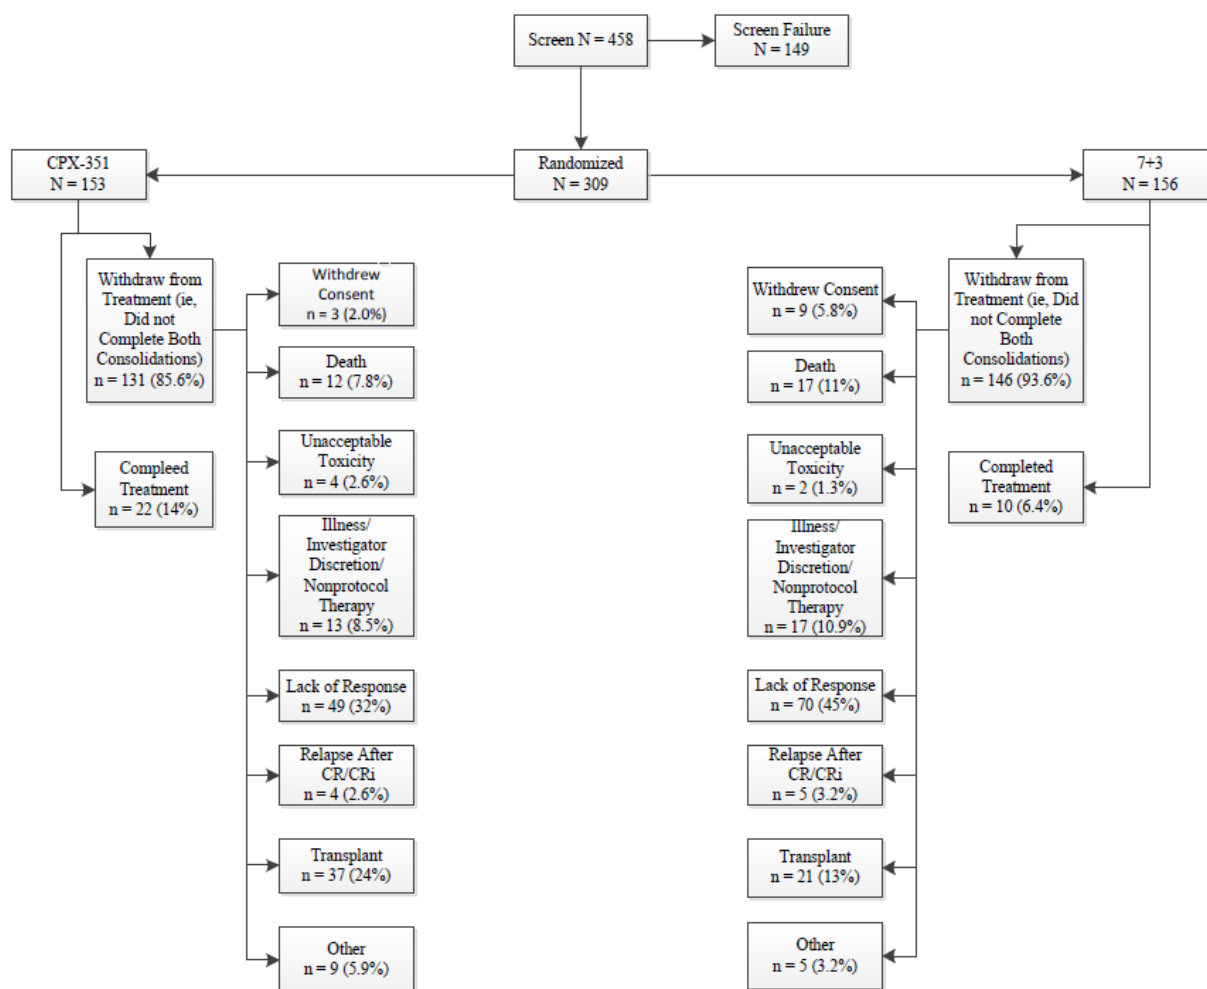 Screen N = 458
Screen Failure
N = 149
CPX-351
N = 153
Randomized
N = 309
7+3
N = 156
Withdraw from
Treatment (ie,
Did not
Complete Both
Consolidations)
n = 131 (85.6%)
Compleed
Treatment
n = 22 (14%)
Withdrew
Consent
n = 3 (2.0%)
Death
n = 12 (7.8%)
Unacceptable
Toxicity
n = 4 (2.6%)
Illness/
Investigator
Discretion/
Nonprotocol
Therapy
n = 13 (8.5%)
Lack of Response
n = 49 (32%)
Relapse After
CR/CRi
n = 4 (2.6%)
Transplant
n = 37 (24%)
Other
n = 9 (5.9%)
Withdrew Consent
n = 9 (5.8%)
Death
n = 17 (11%)
Unacceptable
Toxicity
n = 2 (1.3%)
Illness/
Investigator
Discretion/
Nonprotocol
Therapy
n = 17 (10.9%)
Lack of Response
n = 70 (45%)
Relapse After
CR/CRi
n = 5 (3.2%)
Transplant
n = 21 (13%)
Other
n = 5 (3.2%)
Withdraw from
Treatment (ie, Did
not Complete
Both
Consolidations)
n = 146 (93.6%)
Completed
Treatment
n = 10 (6.4%)